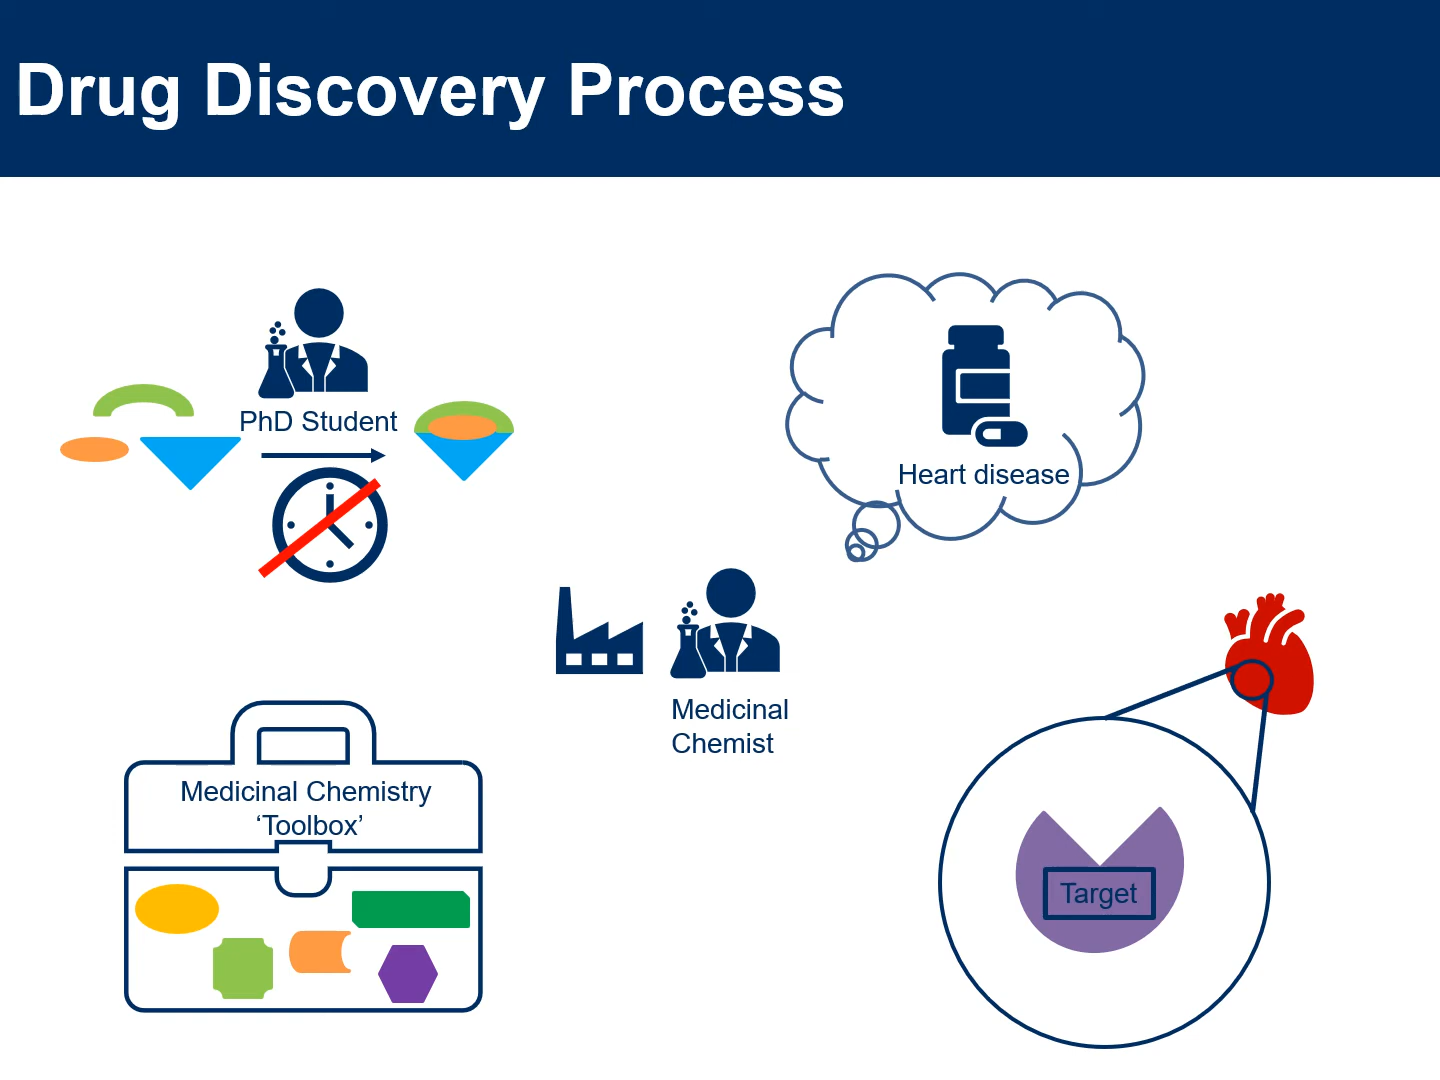 Drug Discovery Process
PhD Student
Heart disease
Medicinal
Chemist
Medicinal Chemistry
‘Toolbox’
Target